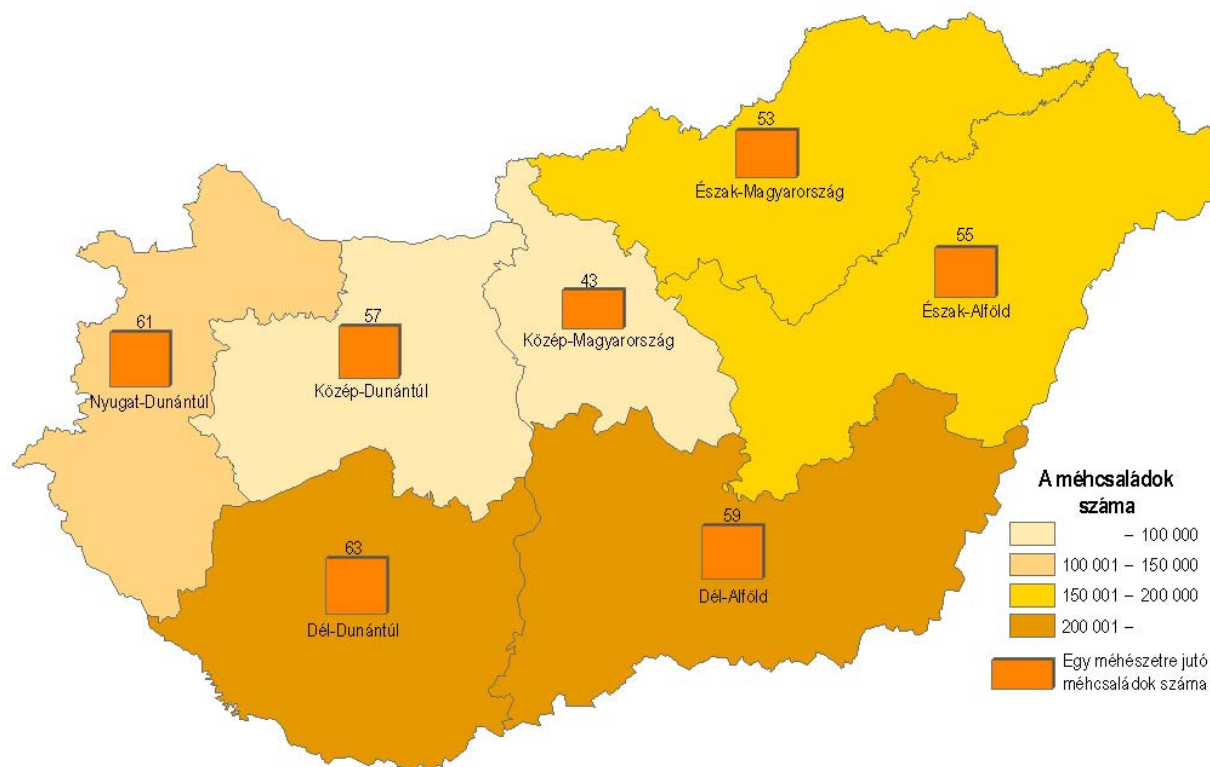 53
Észak-Magyarország
55
Észak-Alföld
43
Közép-Magyarország
61
Nyugat-Dunántúl
57
Közép-Dunántúl
63
Dél-Dunántúl
59
Dél-Alföld
A méhcsaládok
száma
– 100 000
100 001 – 150 000
150 001 – 200 000
200 001 –
Egy méhészetre jutó
méhcsaládok száma